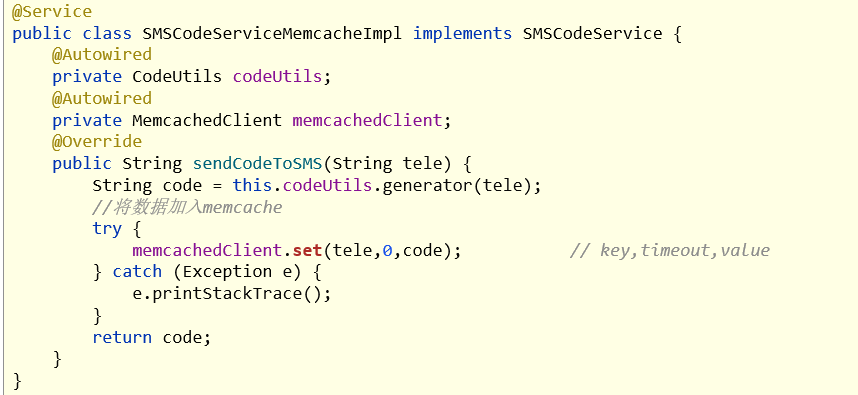 @Service
public class SMSCodeServiceMemcacheImpl implements SMSCodeService {
    @Autowired
    private CodeUtils codeUtils;
    @Autowired
    private MemcachedClient memcachedClient;
    @Override
    public String sendCodeToSMS(String tele) {
        String code = this.codeUtils.generator(tele);
        //将数据加入memcache
        try {
            memcachedClient.set(tele,0,code);           // key,timeout,value
        } catch (Exception e) {
            e.printStackTrace();
        }
        return code;
    }
}